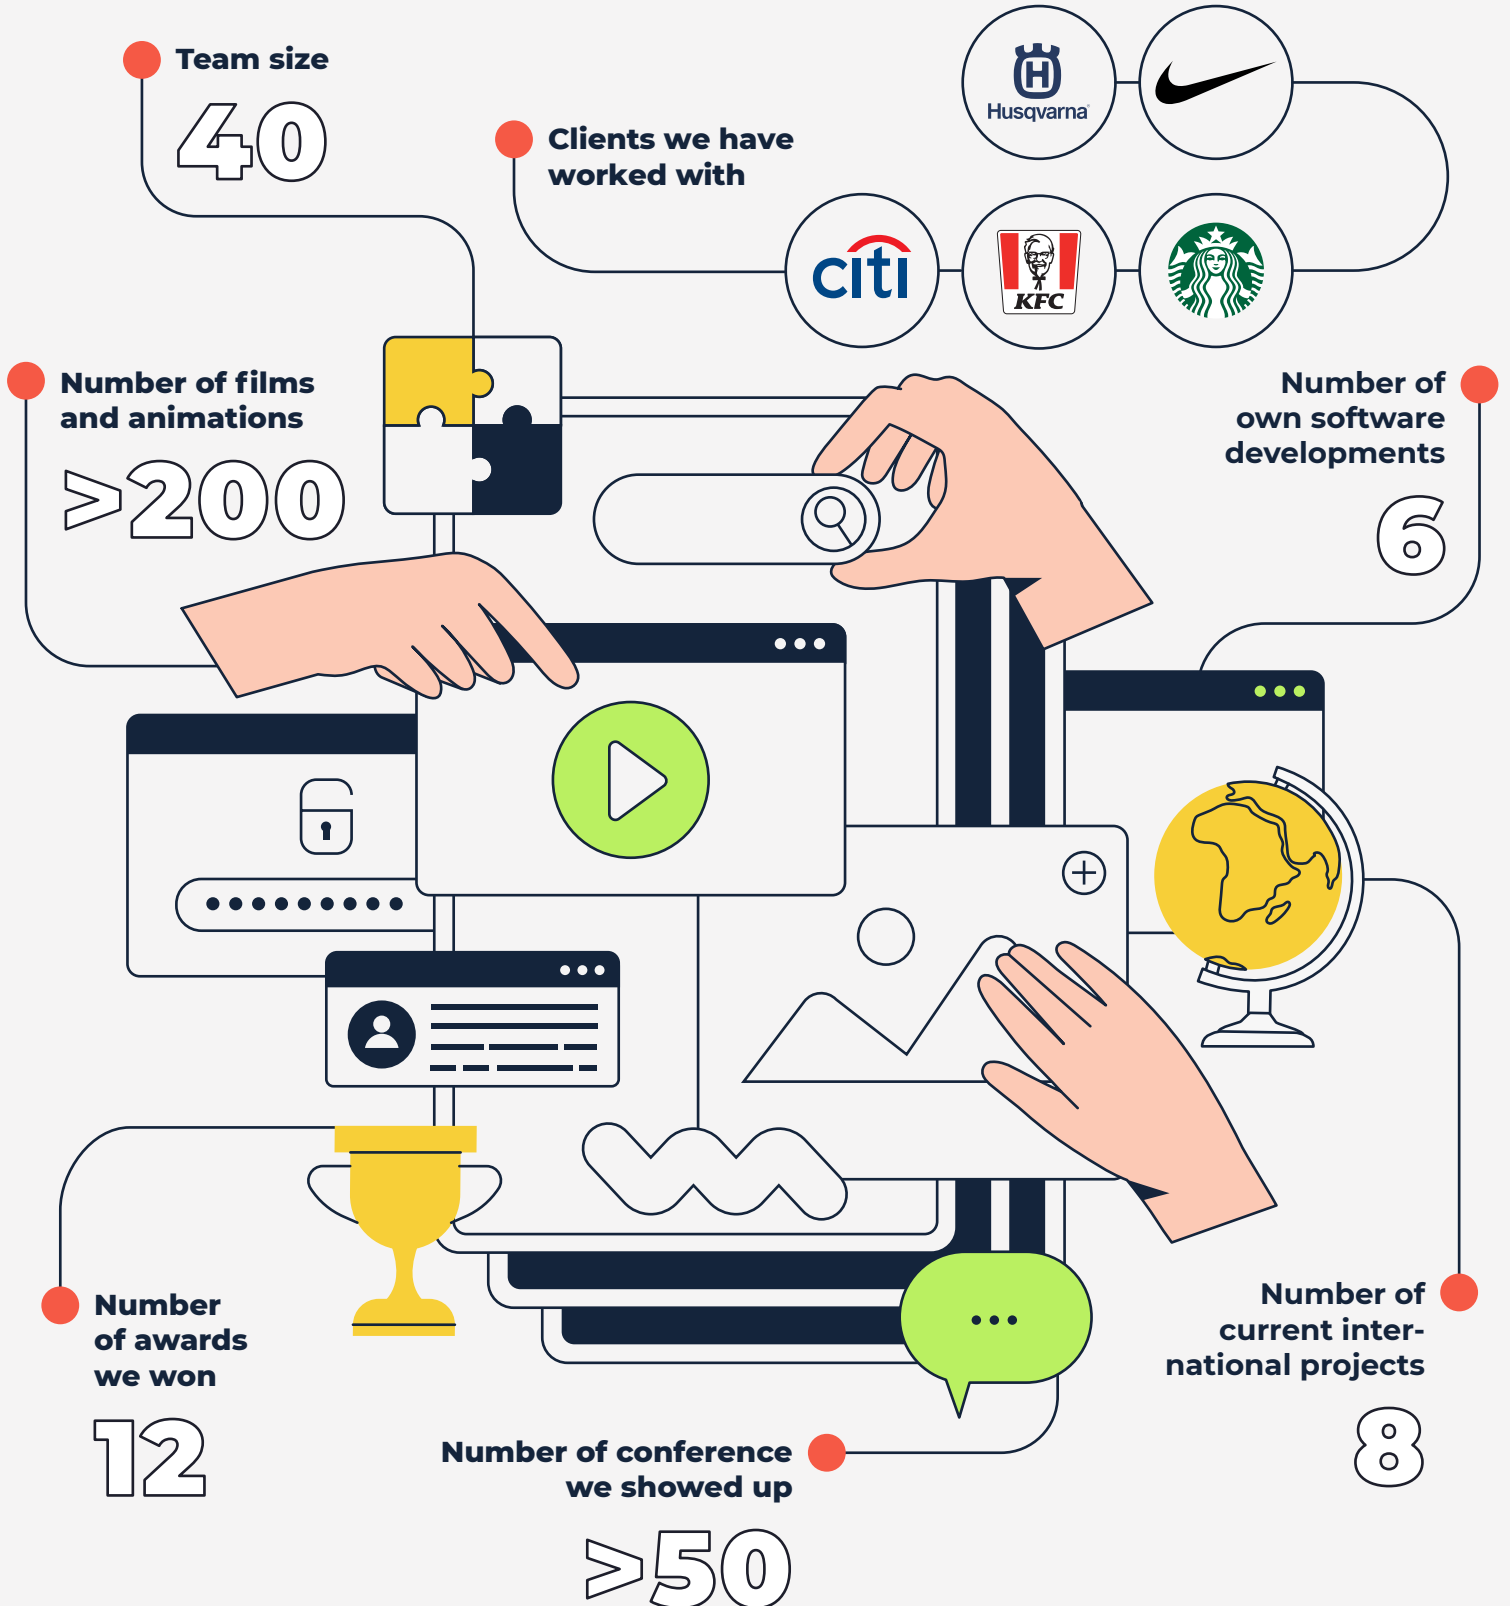 Team size
40
Clients we have
worked with
Husqvarna
citi
KFC
Number of films
and animations
>200
Number of
own software
developments
6
Number
of awards
we won
12
Number of conference
we showed up
>50
Number of
current inter-
national projects
8